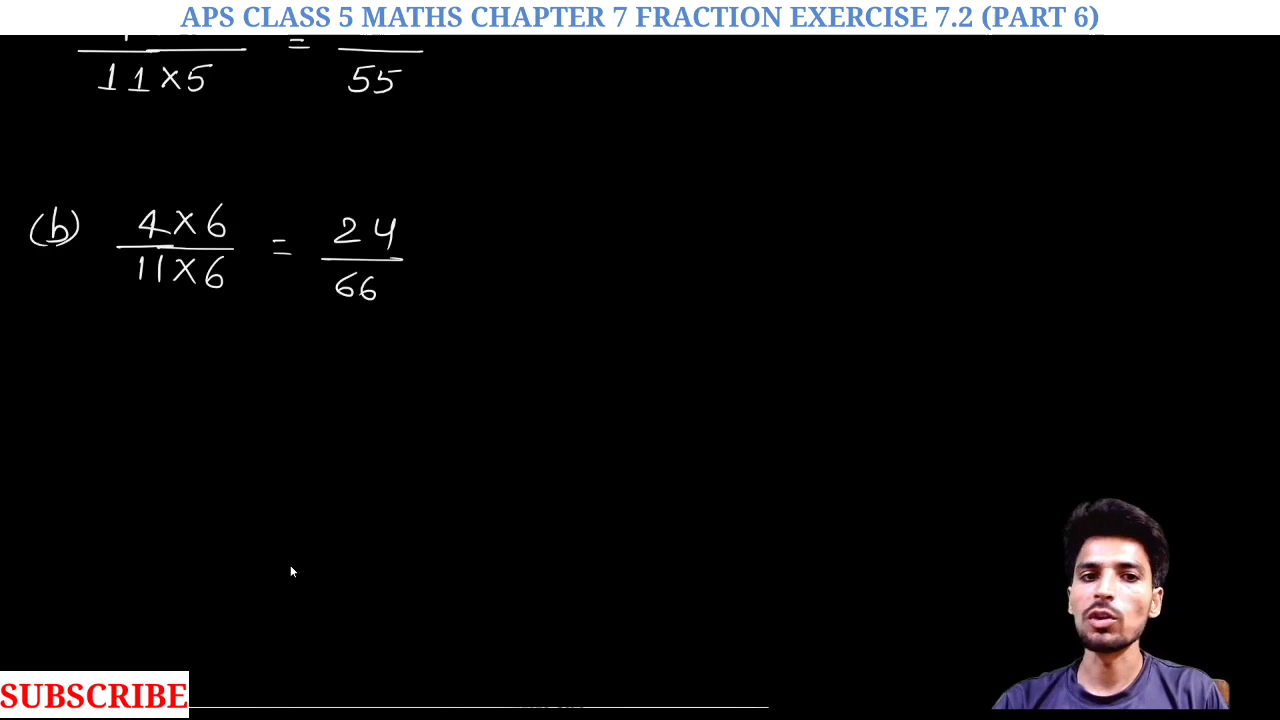 APS CLASS 5 MATHS CHAPTER 7 FRACTION EXERCISE 7.2 (PART 6)
=
11×5 55
(b) 4×6 = 24
11×6 66
SUBSCRIBE